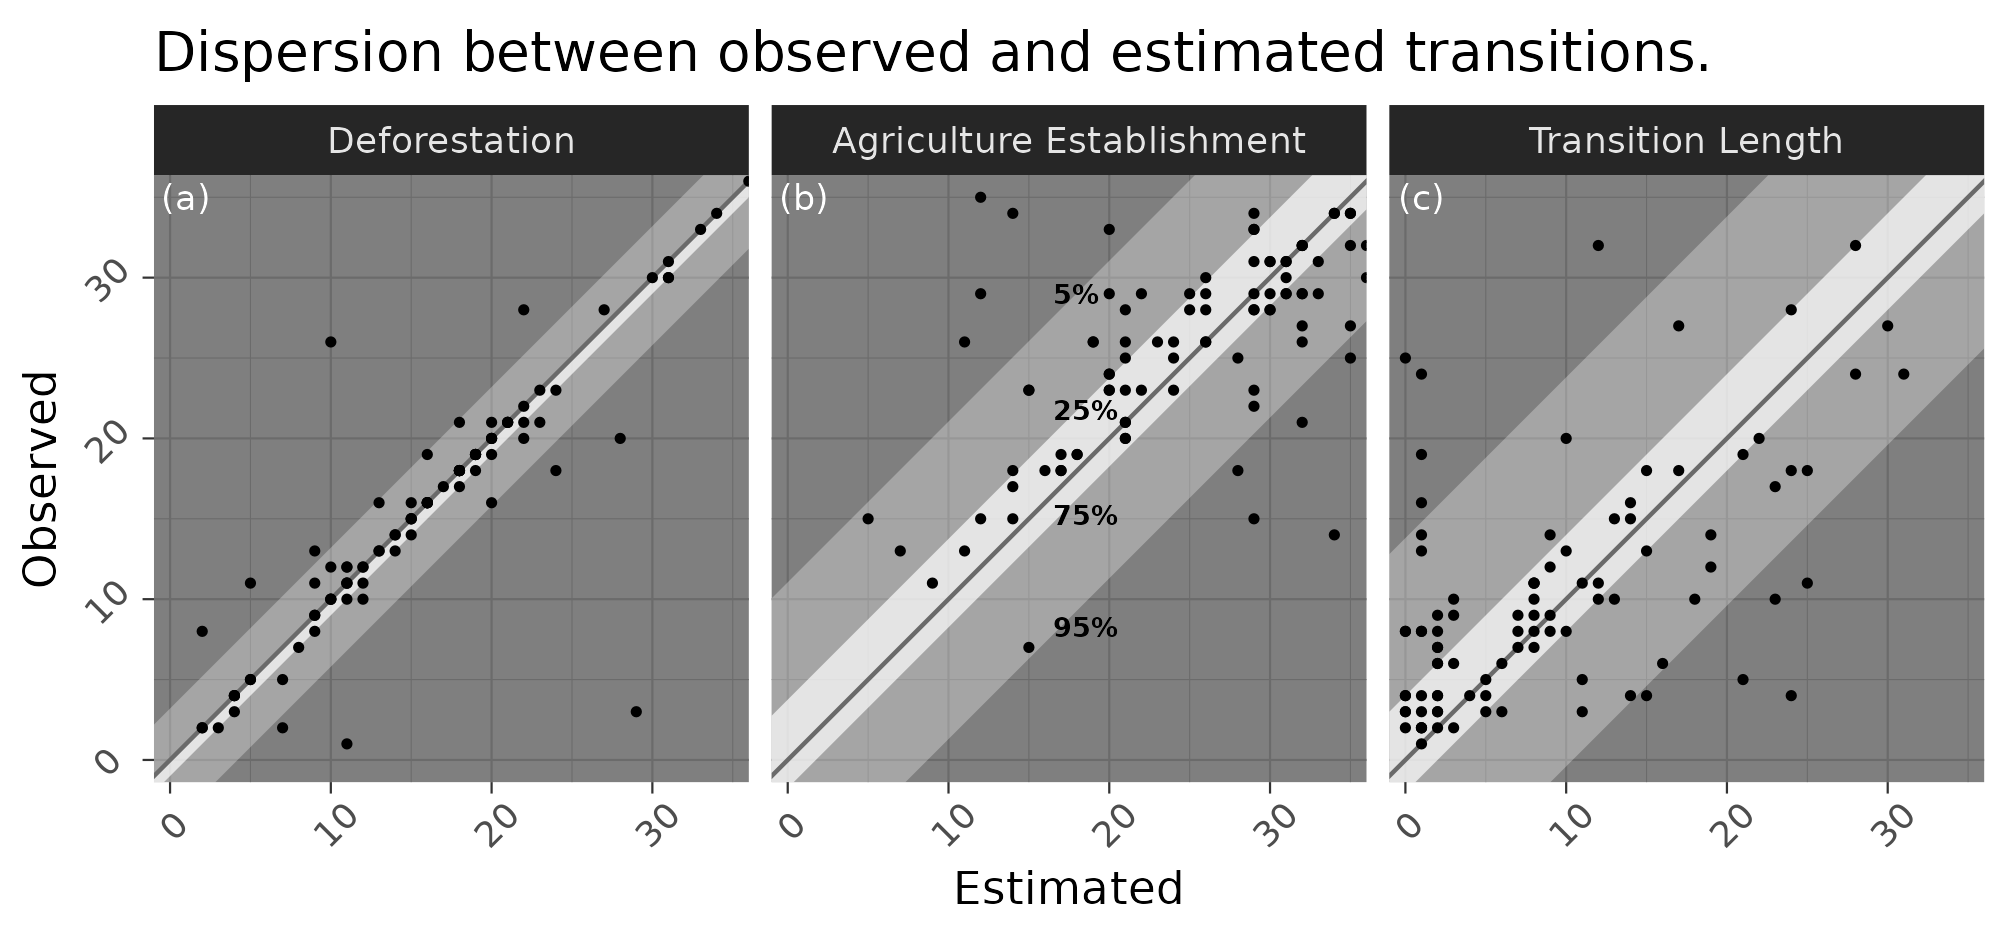 Dispersion between observed and estimated transitions.
Deforestation
Agriculture Establishment
Transition Length
(a)
(b)
(c)
5%
25%
75%
95%
Observed
30
20
10
0
0 10 20 30
0 10 20 30
0 10 20 30
Estimated